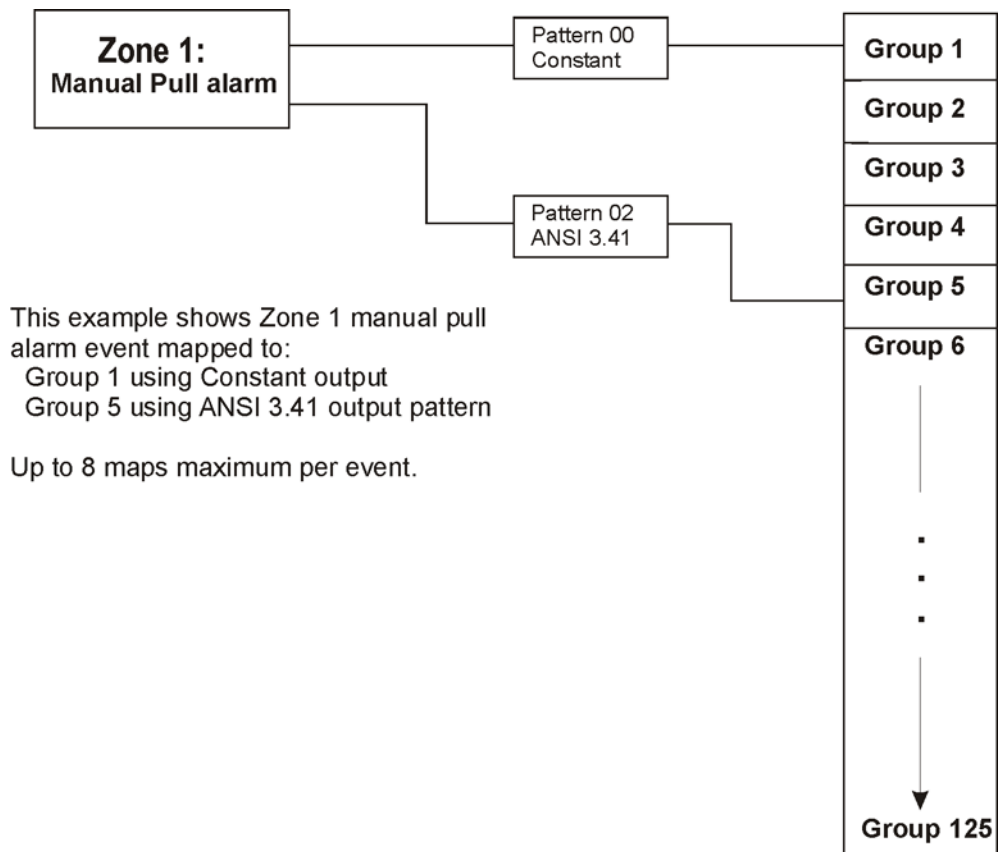 Zone 1:
Manual Pull alarm
Pattern 00
Constant
Pattern 02
ANSI 3.41
Group 1
Group 2
Group 3
Group 4
Group 5
Group 6
Group 125
This example shows Zone 1 manual pull
alarm event mapped to:
Group 1 using Constant output
Group 5 using ANSI 3.41 output pattern
Up to 8 maps maximum per event.